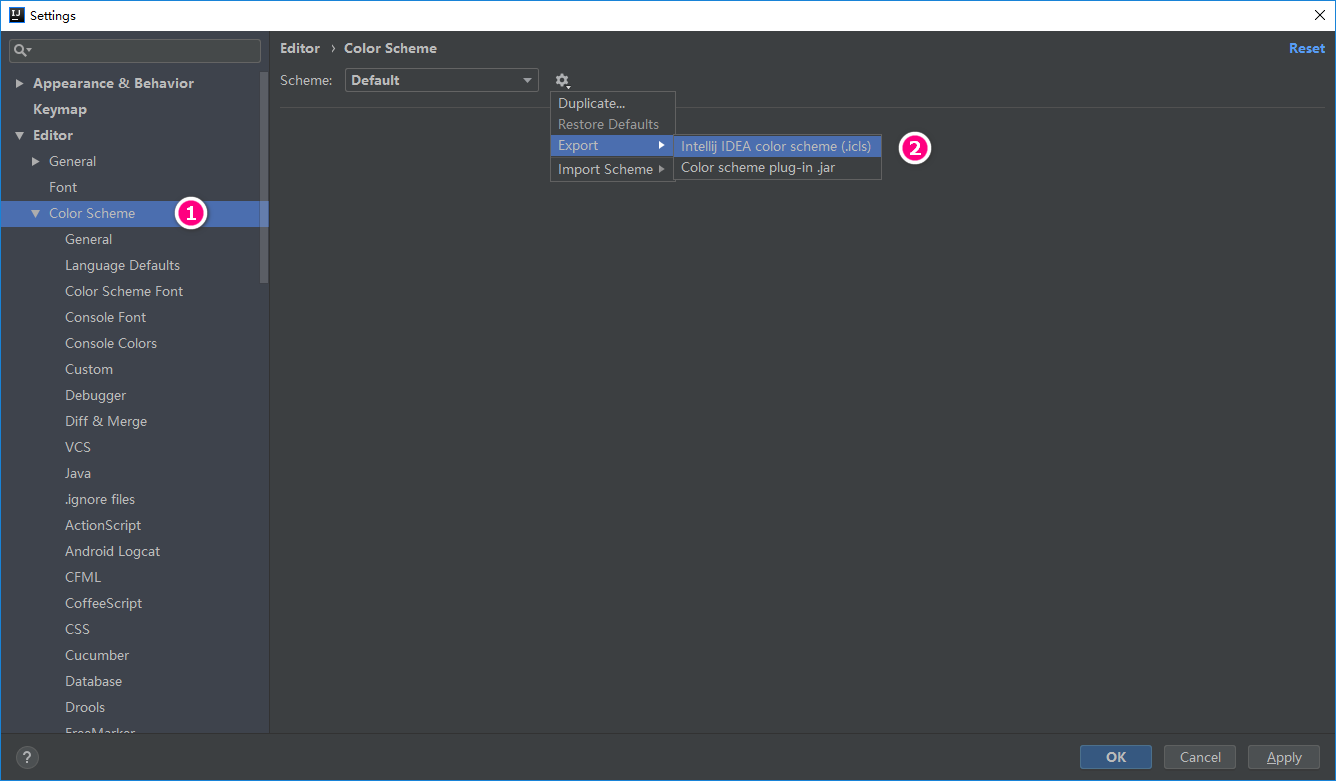 IJ Settings
Editor › Color Scheme Reset
Scheme: Default
Appearance & Behavior
Keymap
Editor
General
Font
Color Scheme 1
General
Language Defaults
Color Scheme Font
Console Font
Console Colors
Custom
Debugger
Diff & Merge
VCS
Java
.ignore files
ActionScript
Android Logcat
CFML
CoffeeScript
CSS
Cucumber
Database
Drools
FreeMarker
Duplicate...
Restore Defaults
Export
Import Scheme
Intellij IDEA color scheme (.icls) 2
Color scheme plug-in .jar
? OK Cancel Apply